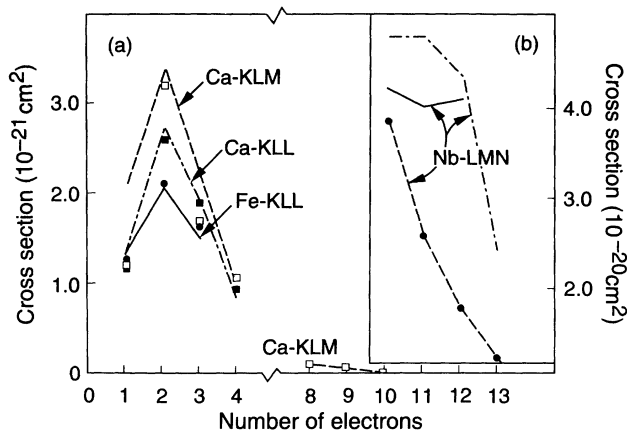 (a)
(b)
Cross section (10⁻²¹ cm²)
3.0
2.0
1.0
0
Ca-KLM
Ca-KLL
Fe-KLL
Ca-KLM
Nb-LMN
4.0
3.0
2.0
Cross section (10⁻²⁰cm²)
0 1 2 3 4 8 9 10 11 12 13
Number of electrons